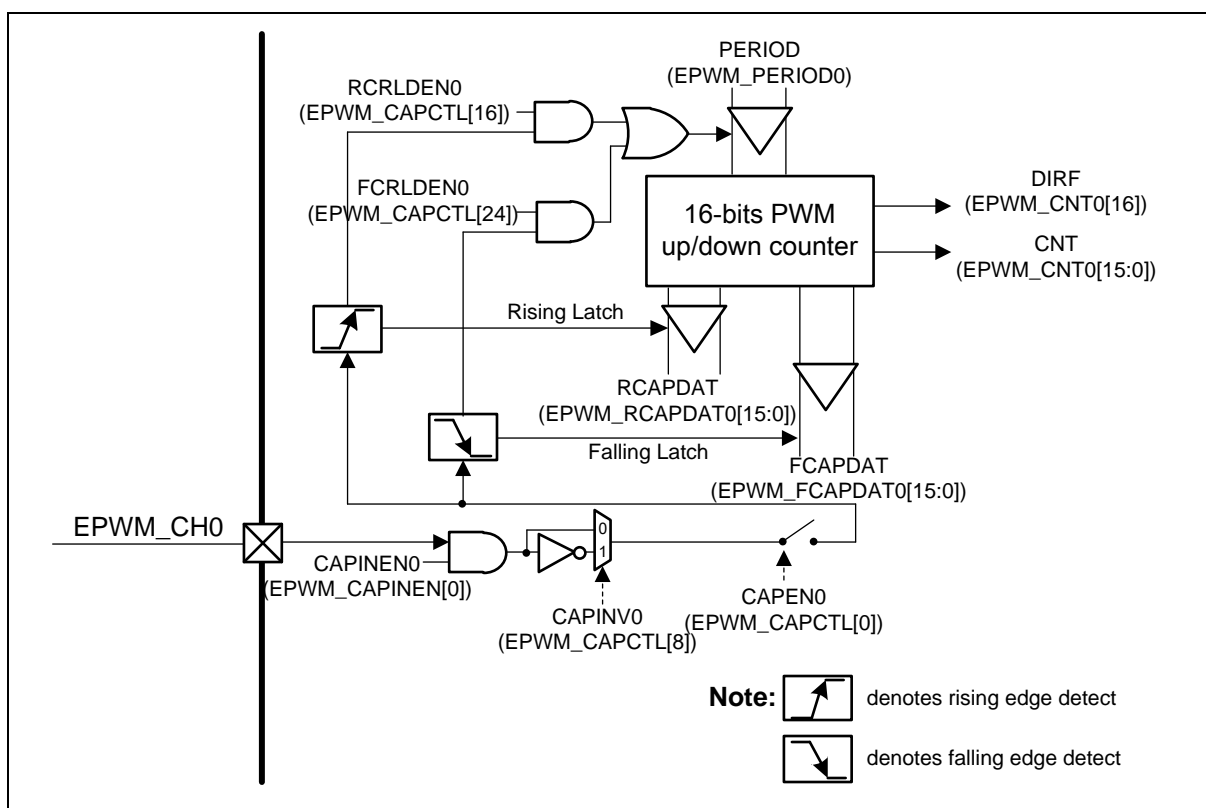 PERIOD
(EPWM_PERIOD0)
RCRLDEN0
(EPWM_CAPCTL[16])
FCRLDEN0
(EPWM_CAPCTL[24])
16-bits PWM
up/down counter
DIRF
(EPWM_CNT0[16])
CNT
(EPWM_CNT0[15:0])
Rising Latch
RCAPDAT
(EPWM_RCAPDAT0[15:0])
Falling Latch
FCAPDAT
(EPWM_FCAPDAT0[15:0])
EPWM_CH0
CAPINEN0
(EPWM_CAPINEN[0])
0
1
CAPINV0
(EPWM_CAPCTL[8])
CAPEN0
(EPWM_CAPCTL[0])
Note:
denotes rising edge detect
denotes falling edge detect